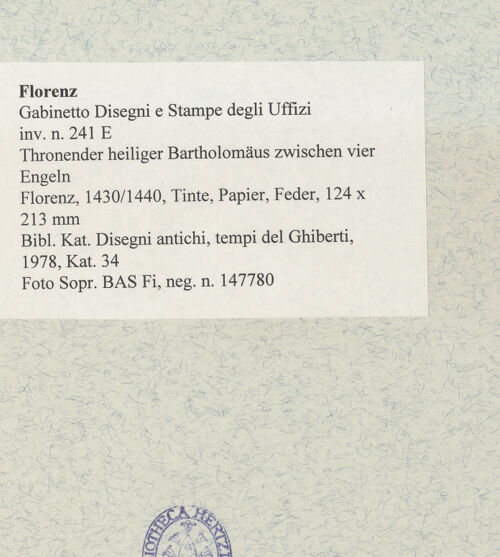 Florenz
Gabinetto Disegni e Stampe degli Uffizi
inv. n. 241 E
Thronender heiliger Bartholomäus zwischen vier
Engeln
Florenz, 1430/1440, Tinte, Papier, Feder, 124 x
213 mm
Bibl. Kat. Disegni antichi, tempi del Ghiberti,
1978, Kat. 34
Foto Sopr. BAS Fi, neg. n. 147780